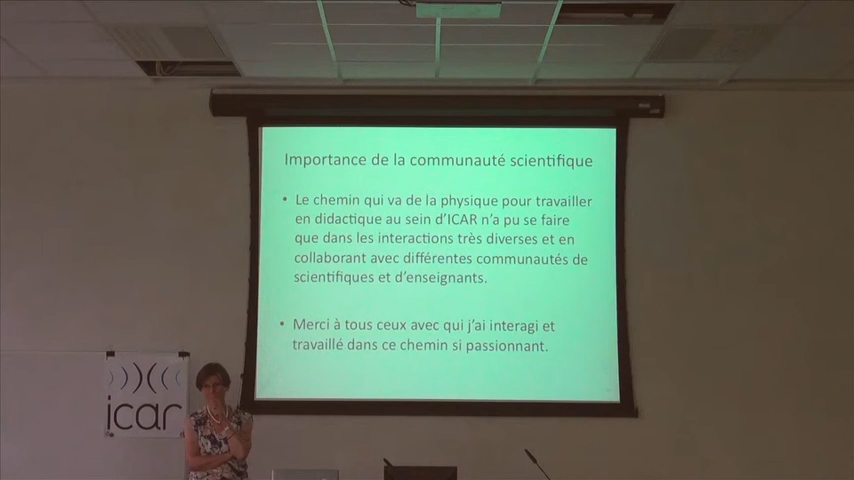 Importance de la communauté scientifique
• Le chemin qui va de la physique pour travailler
en didactique au sein d'ICAR n'a pu se faire
que dans les interactions très diverses et en
collaborant avec différentes communautés de
scientifiques et d'enseignants.
• Merci à tous ceux avec qui j'ai interagi et
travaillé dans ce chemin si passionnant.
icar